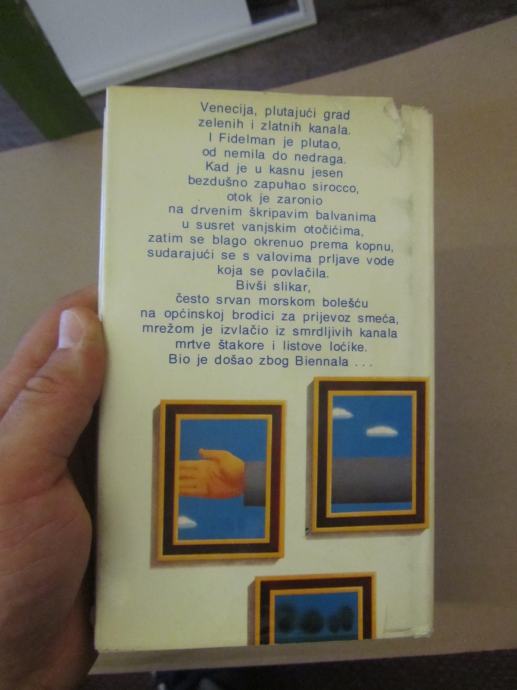 Venecija, plutajući grad
zelenih i zlatnih kanala.
I Fidelman je plutao,
od nemila do nedraga.
Kad je u kasnu jesen
bezdušno zapuhao sirocco,
otok je zaronio
na drvenim škripavim balvanima
u susret vanjskim otočićima,
zatim se blago okrenuo prema kopnu,
sudarajući se s valovima prljave vode
koja se povlačila.
Bivši slikar,
često srvan morskom bolešću
na općinskoj brodici za prijevoz smeća,
mrežom je izvlačio iz smrdljivih kanala
mrtve štakore i listove loćike.
Bio je došao zbog Biennala . . .